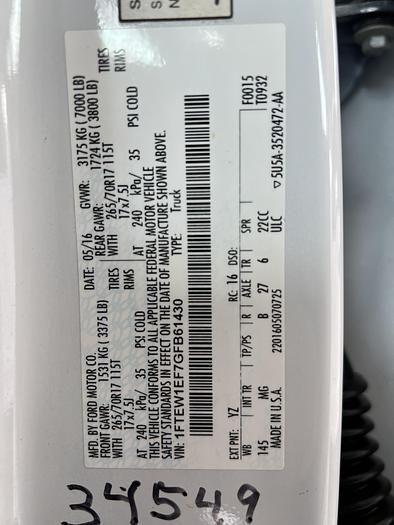 MFD. BY FORD MOTOR CO.
DATE: 05/16 GVWR: 3175 KG ( 7000 LB)
FRONT GAWR: 1531 KG ( 3375 LB) REAR GAWR: 1724 KG ( 3800 LB)
WITH 265/70R17 115T TIRES WITH 265/70R17 115T TIRES
17x7.5J RIMS 17x7.5J RIMS
AT 240 kPa/ 35 PSI COLD AT 240 kPa/ 35 PSI COLD
THIS VEHICLE CONFORMS TO ALL APPLICABLE FEDERAL MOTOR VEHICLE
SAFETY STANDARDS IN EFFECT ON THE DATE OF MANUFACTURE SHOWN ABOVE.
VIN: 1FTEW1EF7GFB61430 TYPE: Truck
EXT PNT: YZ RC: 16 DSO: F0015
WB INT TR TP/PS R AXLE TR SPR T0932
145 MG B 27 6 22CC
ULC
MADE IN U.S.A. 2201605070725 ▽5U5A-3520472-AA
34549